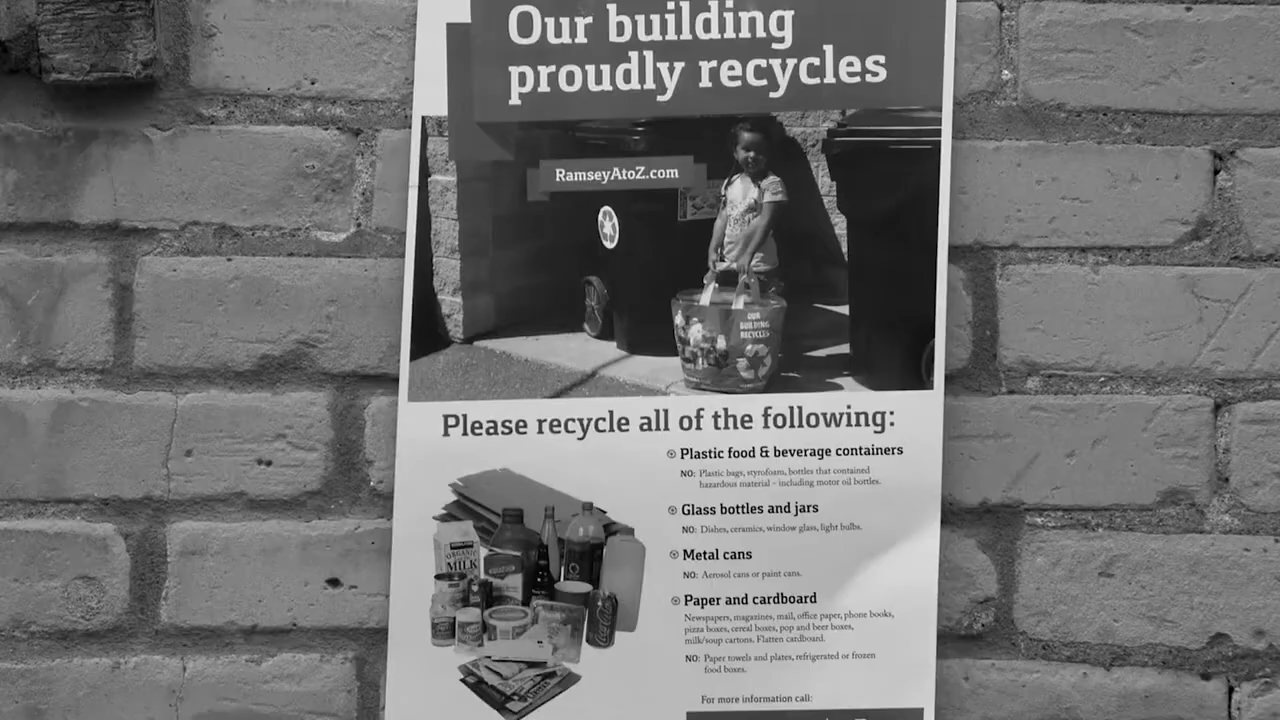 Our building
proudly recycles
RamseyAtoZ.com
OUR
BUILDING
RECYCLES
Please recycle all of the following:
Plastic food & beverage containers
NO: Plastic bags, styrofoam, bottles that contained
hazardous material – including motor oil bottles.
Glass bottles and jars
NO: Dishes, ceramics, window glass, light bulbs.
Metal cans
NO: Aerosol cans or paint cans.
Paper and cardboard
Newspapers, magazines, mail, office paper, phone books,
pizza boxes, cereal boxes, pop and beer boxes,
milk/soup cartons. Flatten cardboard.
NO: Paper towels and plates, refrigerated or frozen
food boxes.
For more information call:
ORGANIC
MILK
Coca-Cola